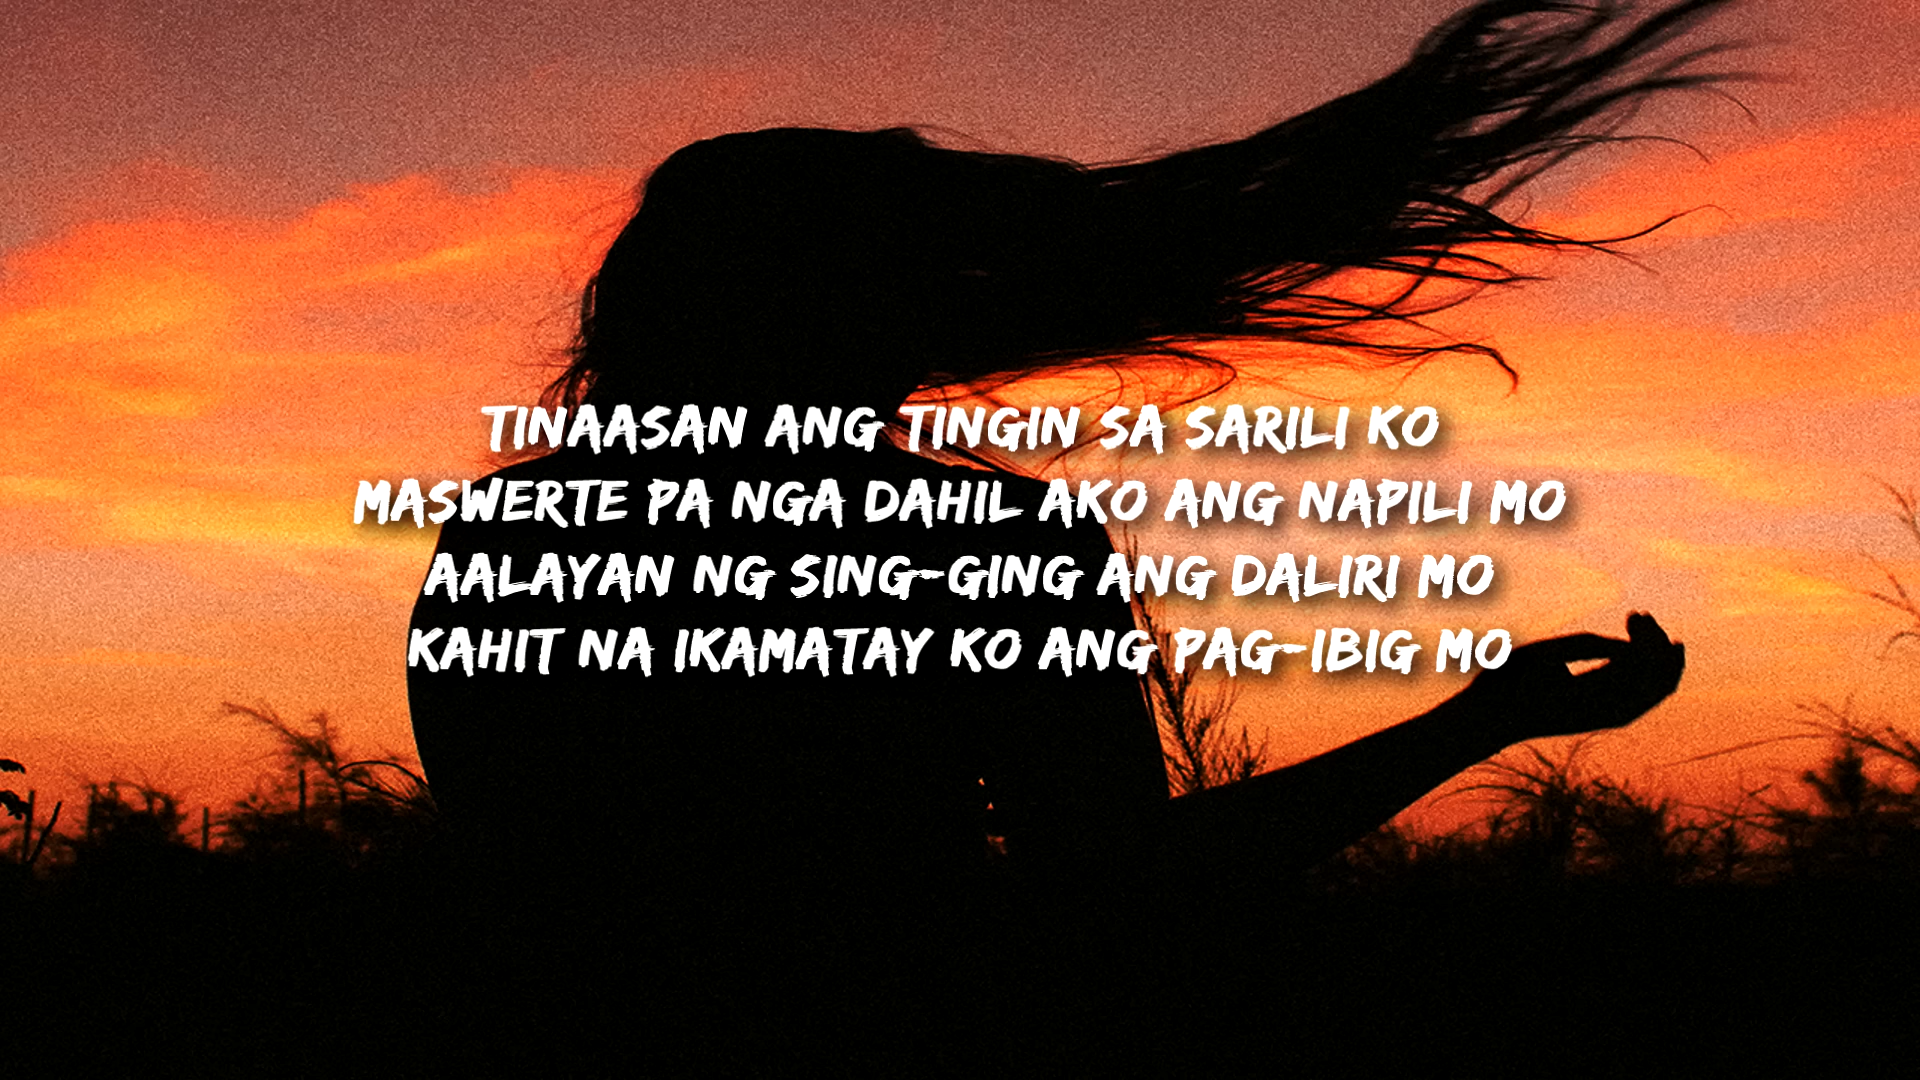 TINAASAN ANG TINGIN SA SARILI KO
MASWERTE PA NGA DAHIL AKO ANG NAPILI MO
AALAYAN NG SING-GING ANG DALIRI MO
KAHIT NA IKAMATAY KO ANG PAG-IBIG MO